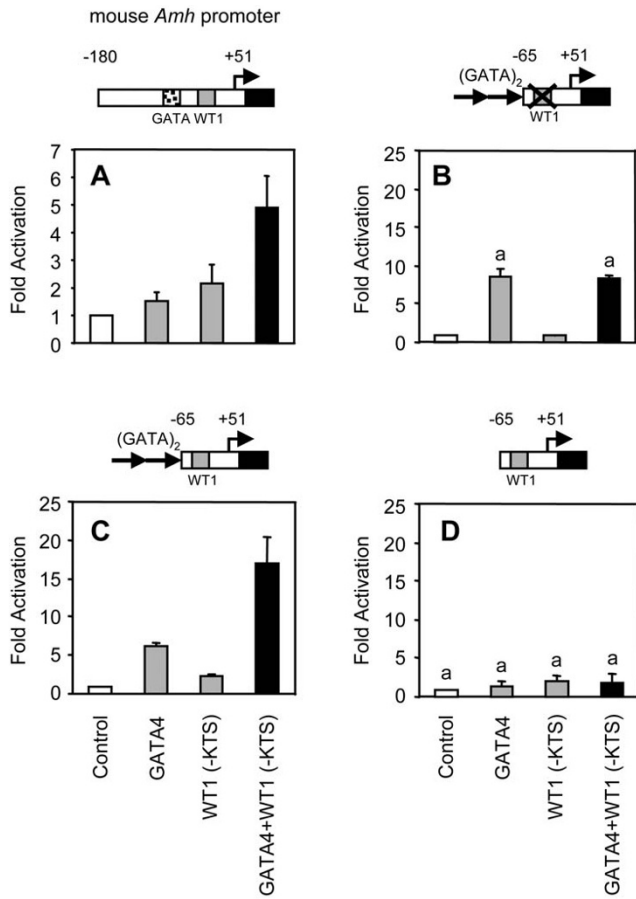 mouse Amh promoter
-180 +51
GATA WT1
A
Fold Activation
7
6
5
4
3
2
1
0
-65 +51
(GATA)2
WT1
B
Fold Activation
25
20
15
10
5
0
a a
-65 +51
(GATA)2
WT1
C
Fold Activation
25
20
15
10
5
0
Control
GATA4
WT1 (-KTS)
GATA4+WT1 (-KTS)
-65 +51
WT1
D
Fold Activation
25
20
15
10
5
0
a a a a
Control
GATA4
WT1 (-KTS)
GATA4+WT1 (-KTS)